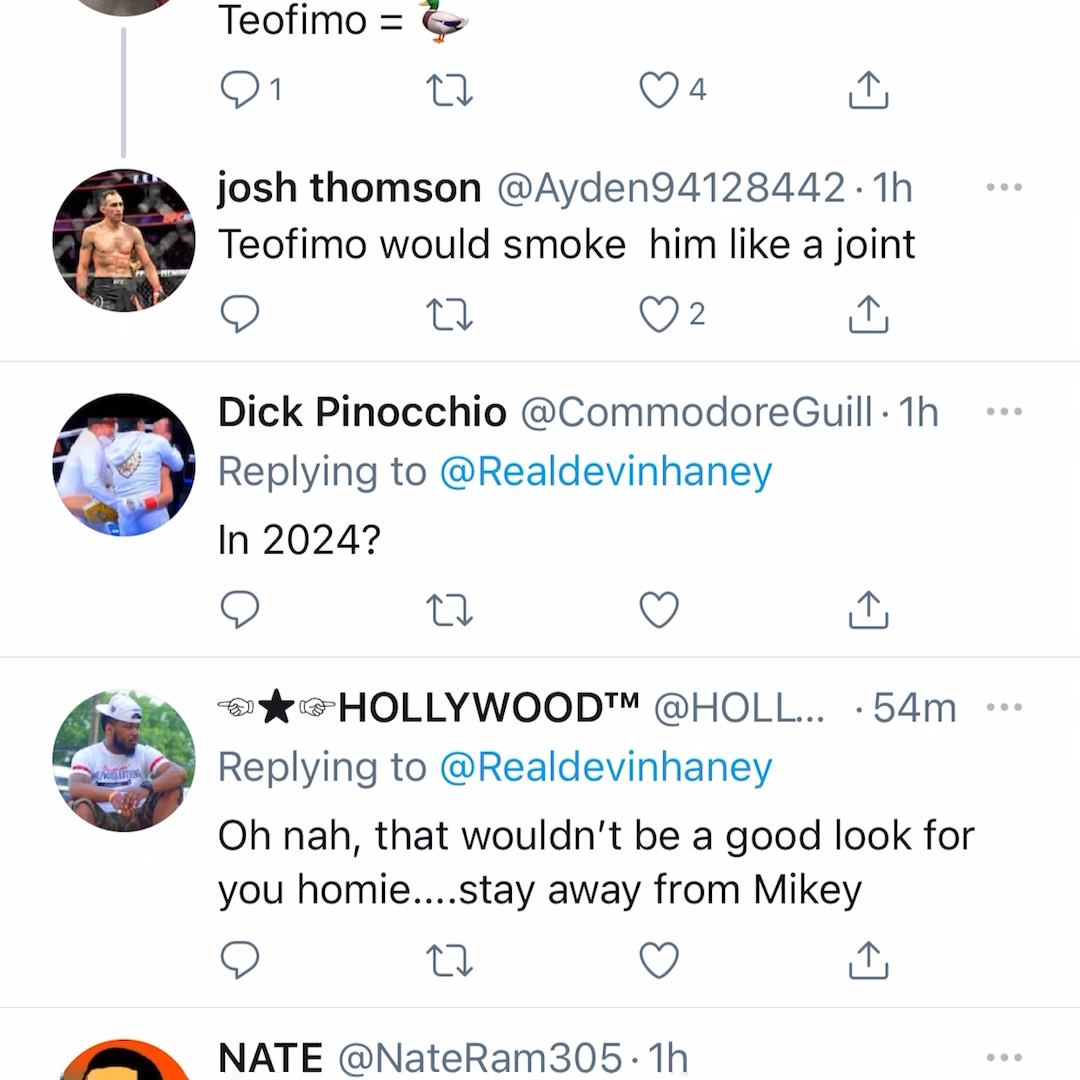 Teofimo = 🦆
1
4
josh thomson @Ayden94128442 · 1h
Teofimo would smoke  him like a joint
2
Dick Pinocchio @CommodoreGuill · 1h
Replying to @Realdevinhaney
In 2024?
☜★☞HOLLYWOOD™ @HOLL... · 54m
Replying to @Realdevinhaney
Oh nah, that wouldn't be a good look for
you homie....stay away from Mikey
NATE @NateRam305 · 1h